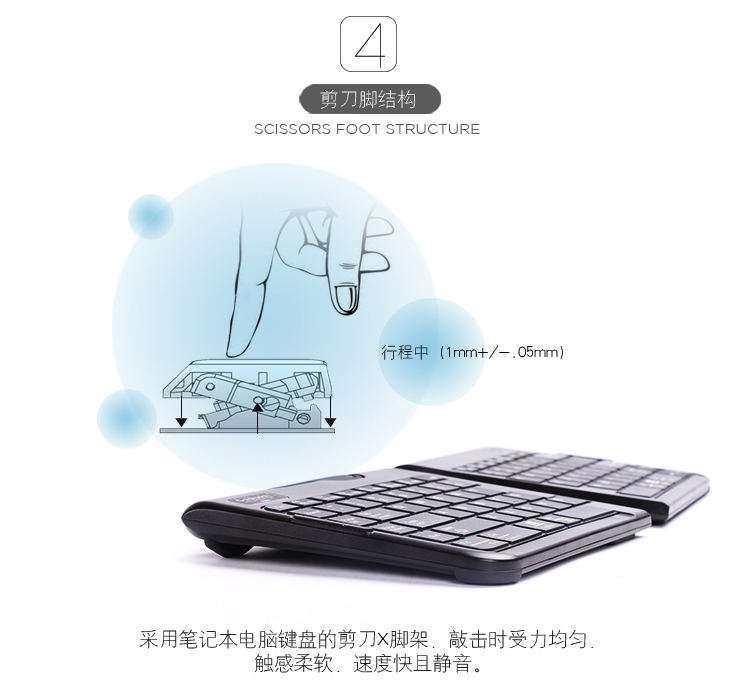 4
剪刀脚结构
SCISSORS FOOT STRUCTURE
行程中（1mm+/-.05mm）
采用笔记本电脑键盘的剪刀X脚架．敲击时受力均匀．
触感柔软．速度快且静音。